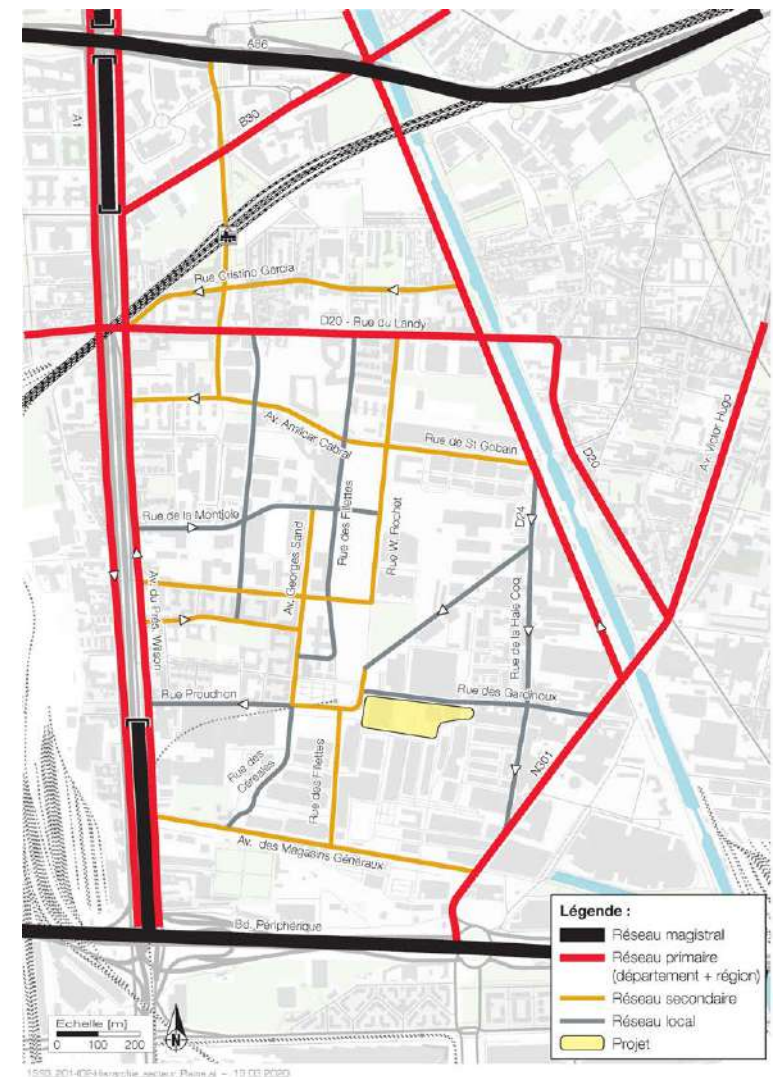 A86
A1
B30
Rue Cristino Garcia
D20 - Rue du Landy
Av. Amilcar Cabral
Rue de St Gobain
Av. Victor Hugo
D20
Rue de la Montjoie
Av. Georges Sand
Rue des Fillettes
Rue W. Rochet
D24
Rue de la Haie Coq
Av. du Prés. Wilson
Rue Proudhon
Rue des Gardinoux
Rue des
Céréales
Rue des Fillettes
N301
Av. des Magasins Généraux
Bd. Périphérique
Légende :
Réseau magistral
Réseau primaire
(département + région)
Réseau secondaire
Réseau local
Projet
Echelle [m]
0 100 200
N